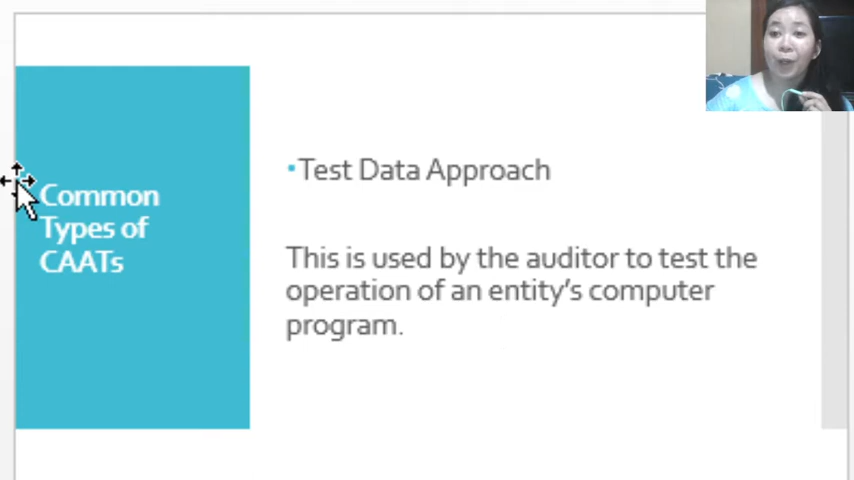 Common
Types of
CAATs
▪Test Data Approach
This is used by the auditor to test the
operation of an entity's computer
program.